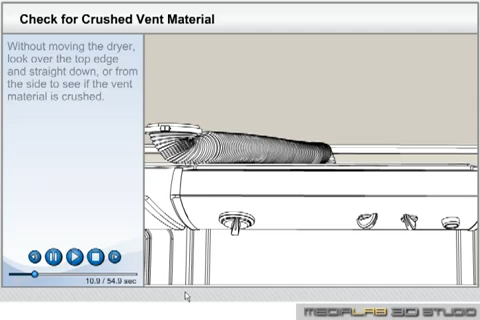 Check for Crushed Vent Material
Without moving the dryer,
look over the top edge
and straight down, or from
the side to see if the vent
material is crushed.
10.9 / 54.9 sec
MEDIALAB 3D STUDIO